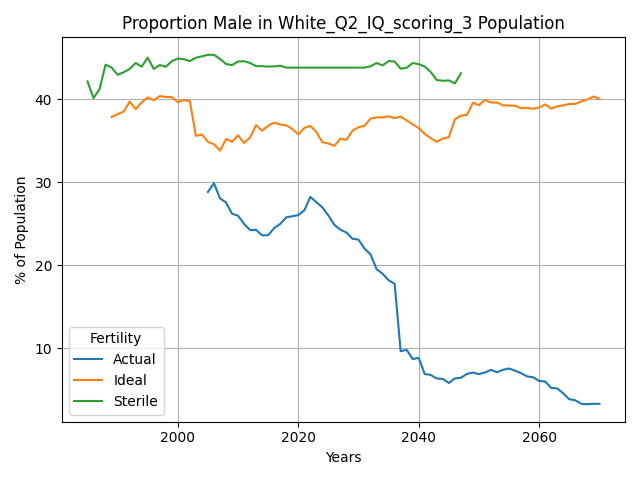 Proportion Male in White_Q2_IQ_scoring_3 Population
% of Population
40
30
20
10
Fertility
Actual
Ideal
Sterile
2000
2020
2040
2060
Years